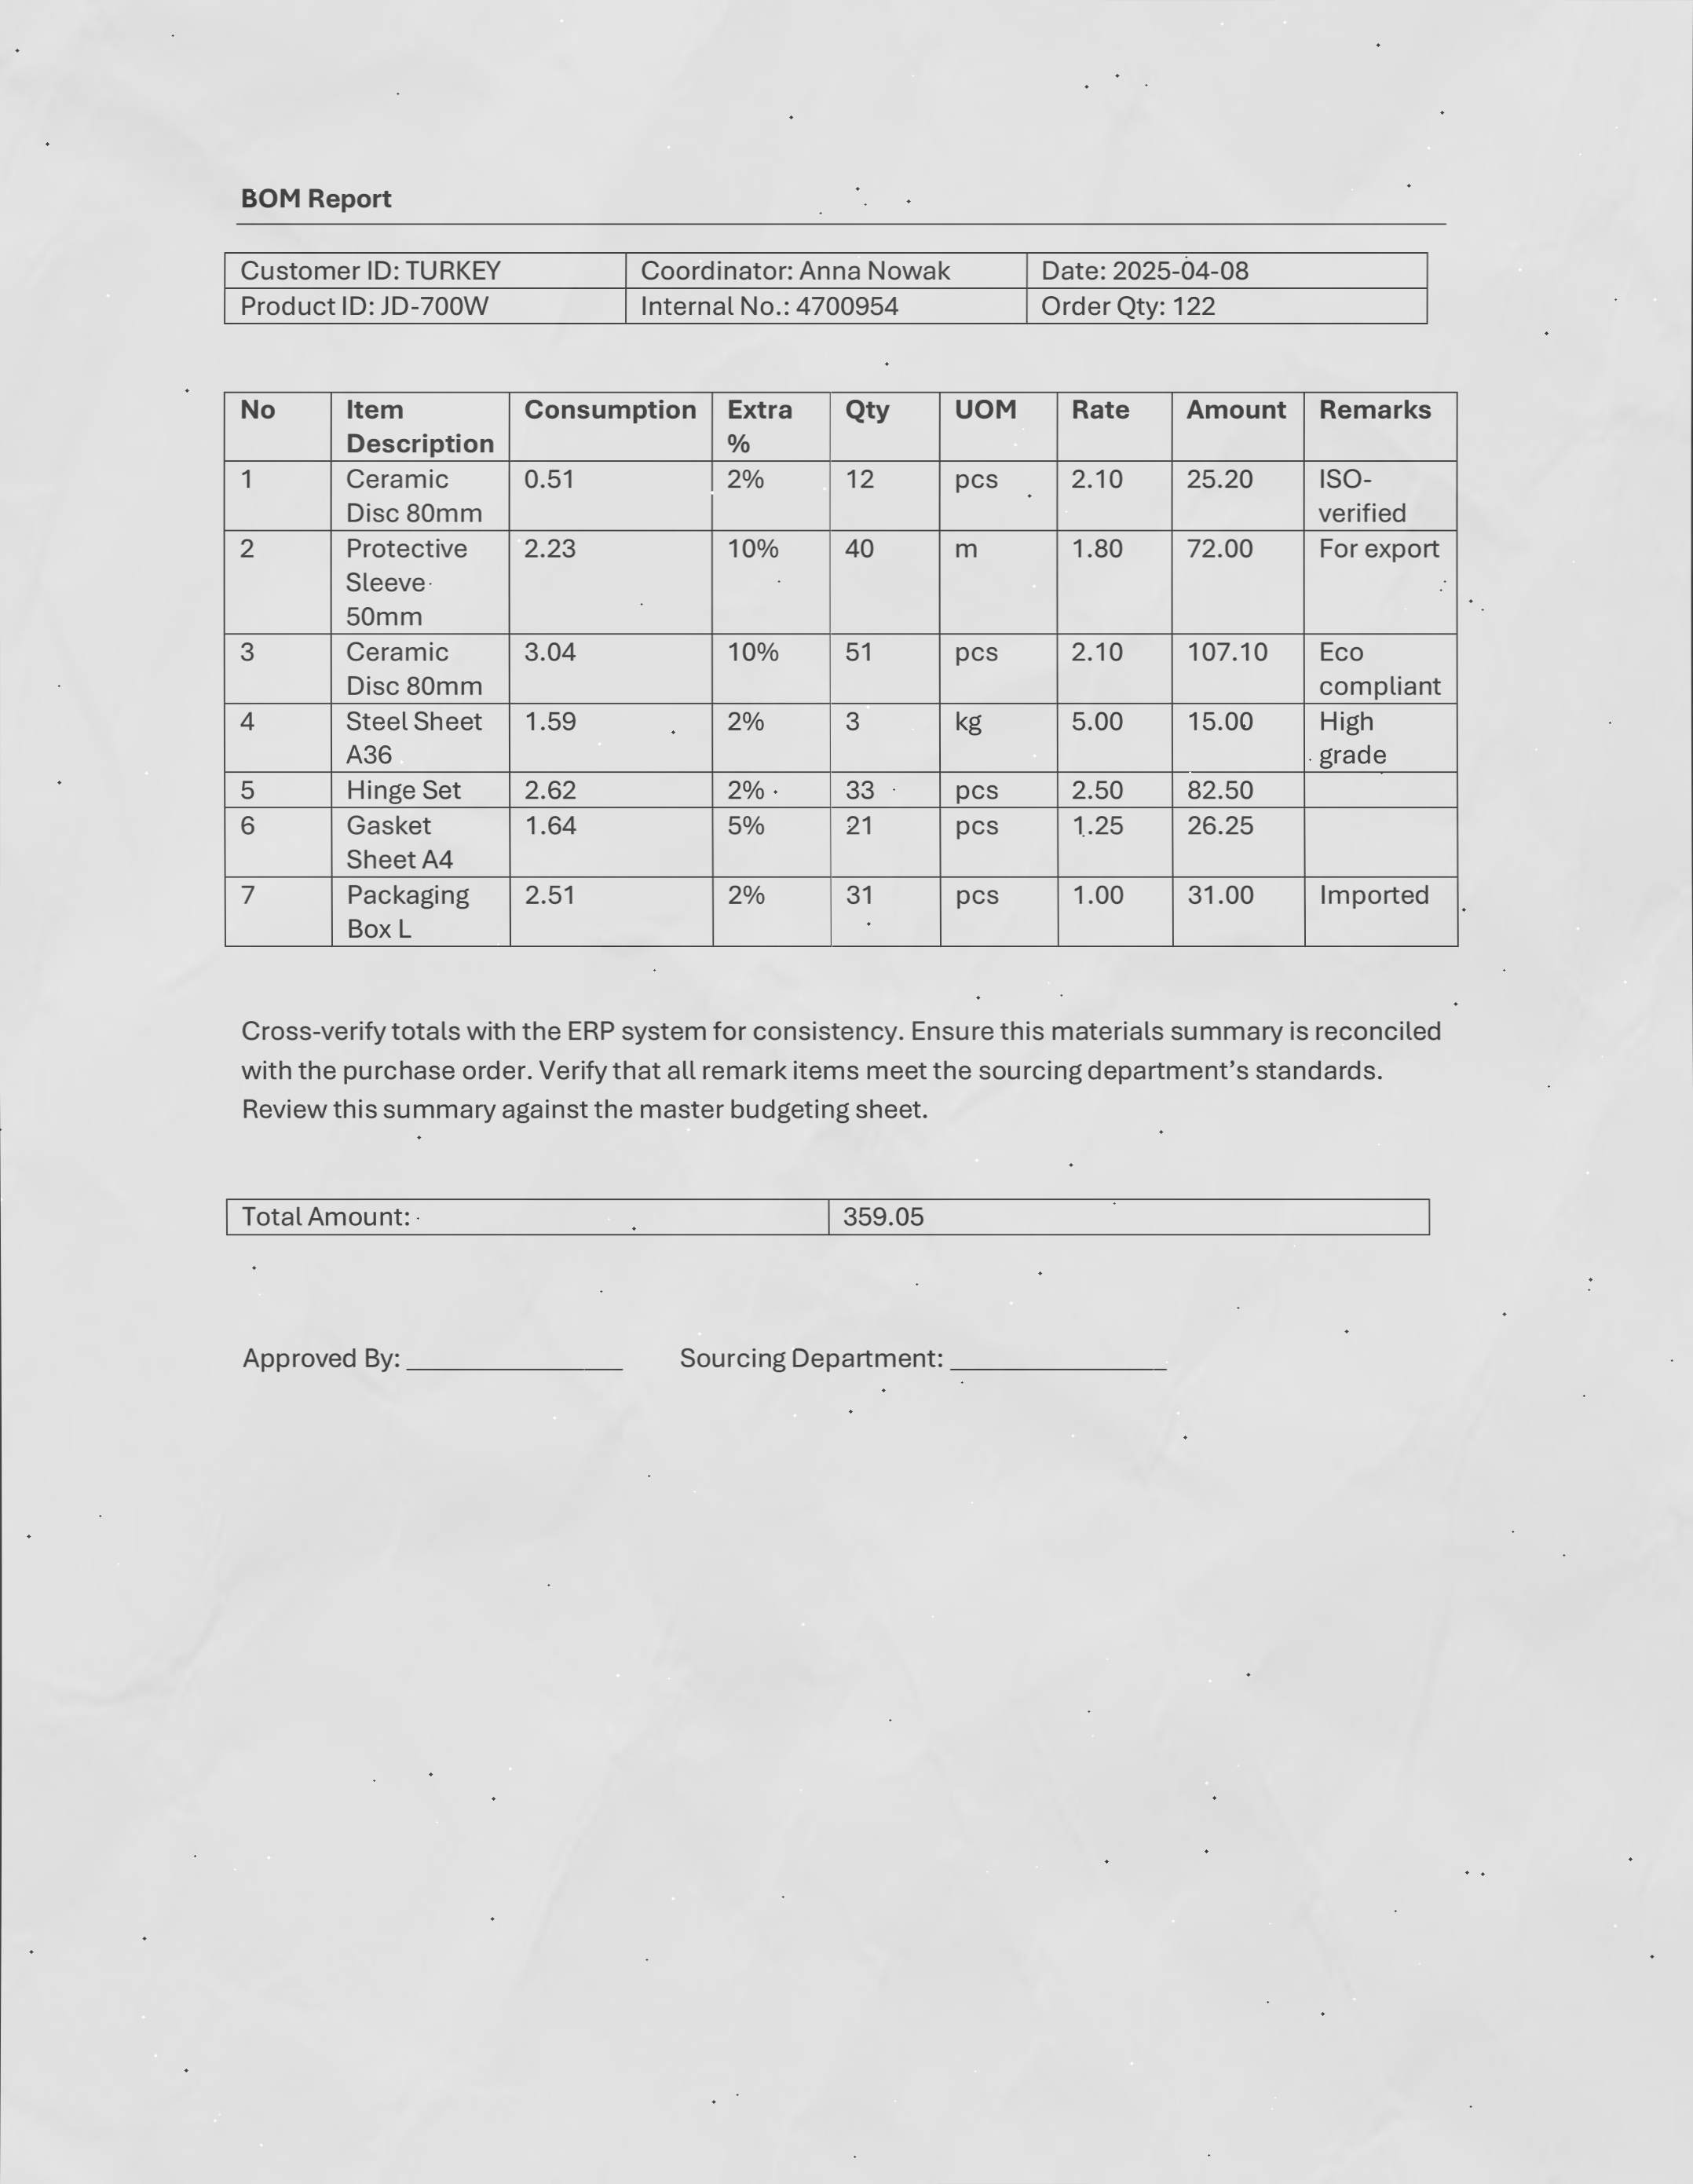 BOM Report
Customer ID: TURKEY Coordinator: Anna Nowak Date: 2025-04-08
Product ID: JD-700W Internal No.: 4700954 Order Qty: 122
No Item Description Consumption Extra % Qty UOM Rate Amount Remarks
1 Ceramic Disc 80mm 0.51 2% 12 pcs 2.10 25.20 ISO-verified
2 Protective Sleeve 50mm 2.23 10% 40 m 1.80 72.00 For export
3 Ceramic Disc 80mm 3.04 10% 51 pcs 2.10 107.10 Eco compliant
4 Steel Sheet A36 1.59 2% 3 kg 5.00 15.00 High grade
5 Hinge Set 2.62 2% 33 pcs 2.50 82.50
6 Gasket Sheet A4 1.64 5% 21 pcs 1.25 26.25
7 Packaging Box L 2.51 2% 31 pcs 1.00 31.00 Imported
Cross-verify totals with the ERP system for consistency. Ensure this materials summary is reconciled
with the purchase order. Verify that all remark items meet the sourcing department’s standards.
Review this summary against the master budgeting sheet.
Total Amount: 359.05
Approved By: ________________ Sourcing Department: ________________